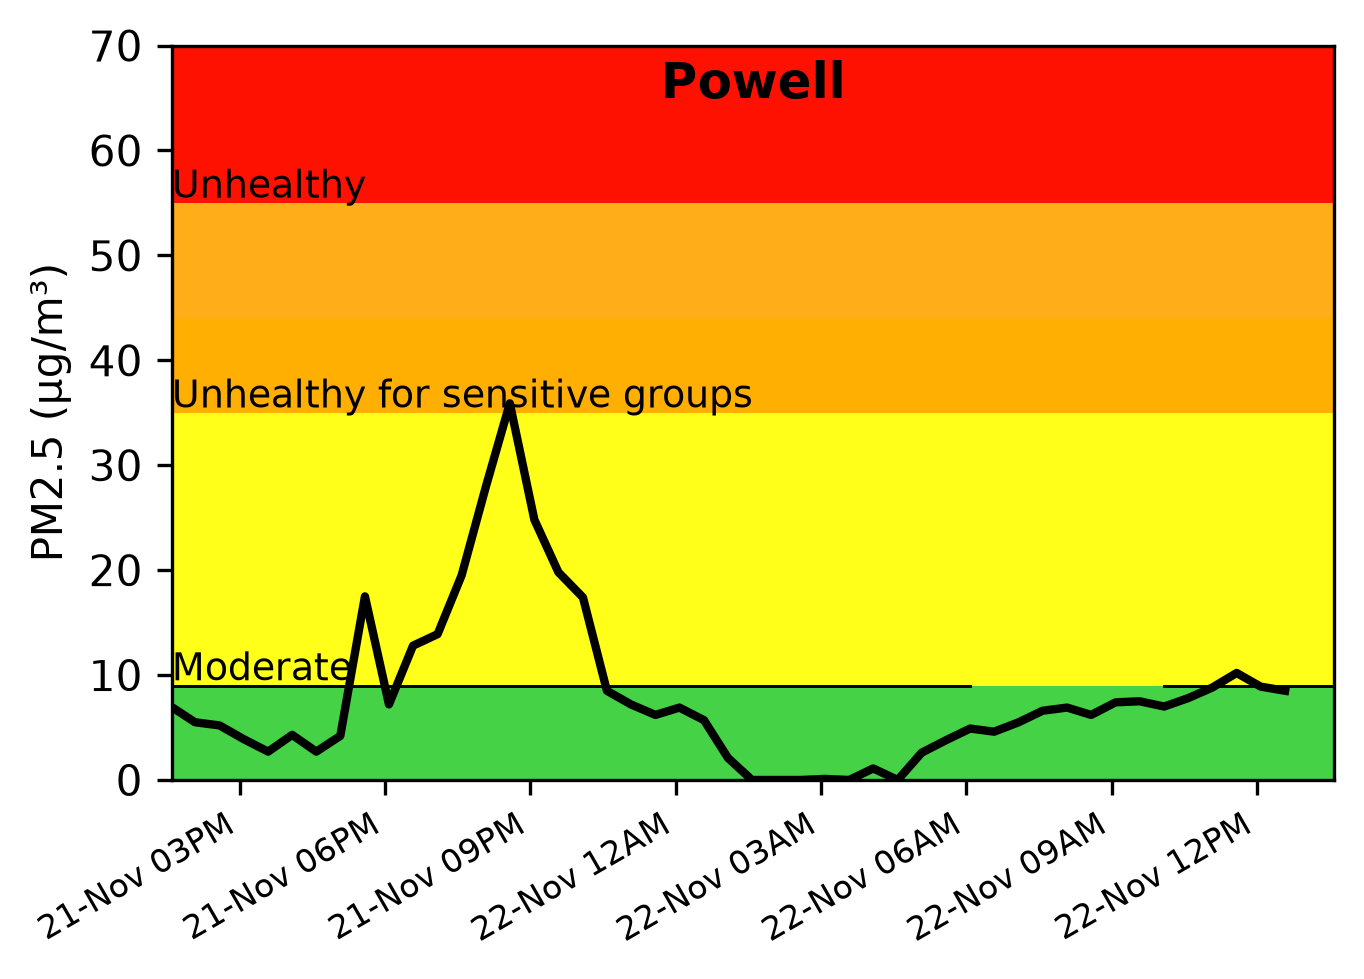 Powell
70
60
50
40
30
20
10
0
PM2.5 (µg/m³)
Unhealthy
Unhealthy for sensitive groups
Moderate
21-Nov 03PM
21-Nov 06PM
21-Nov 09PM
22-Nov 12AM
22-Nov 03AM
22-Nov 06AM
22-Nov 09AM
22-Nov 12PM